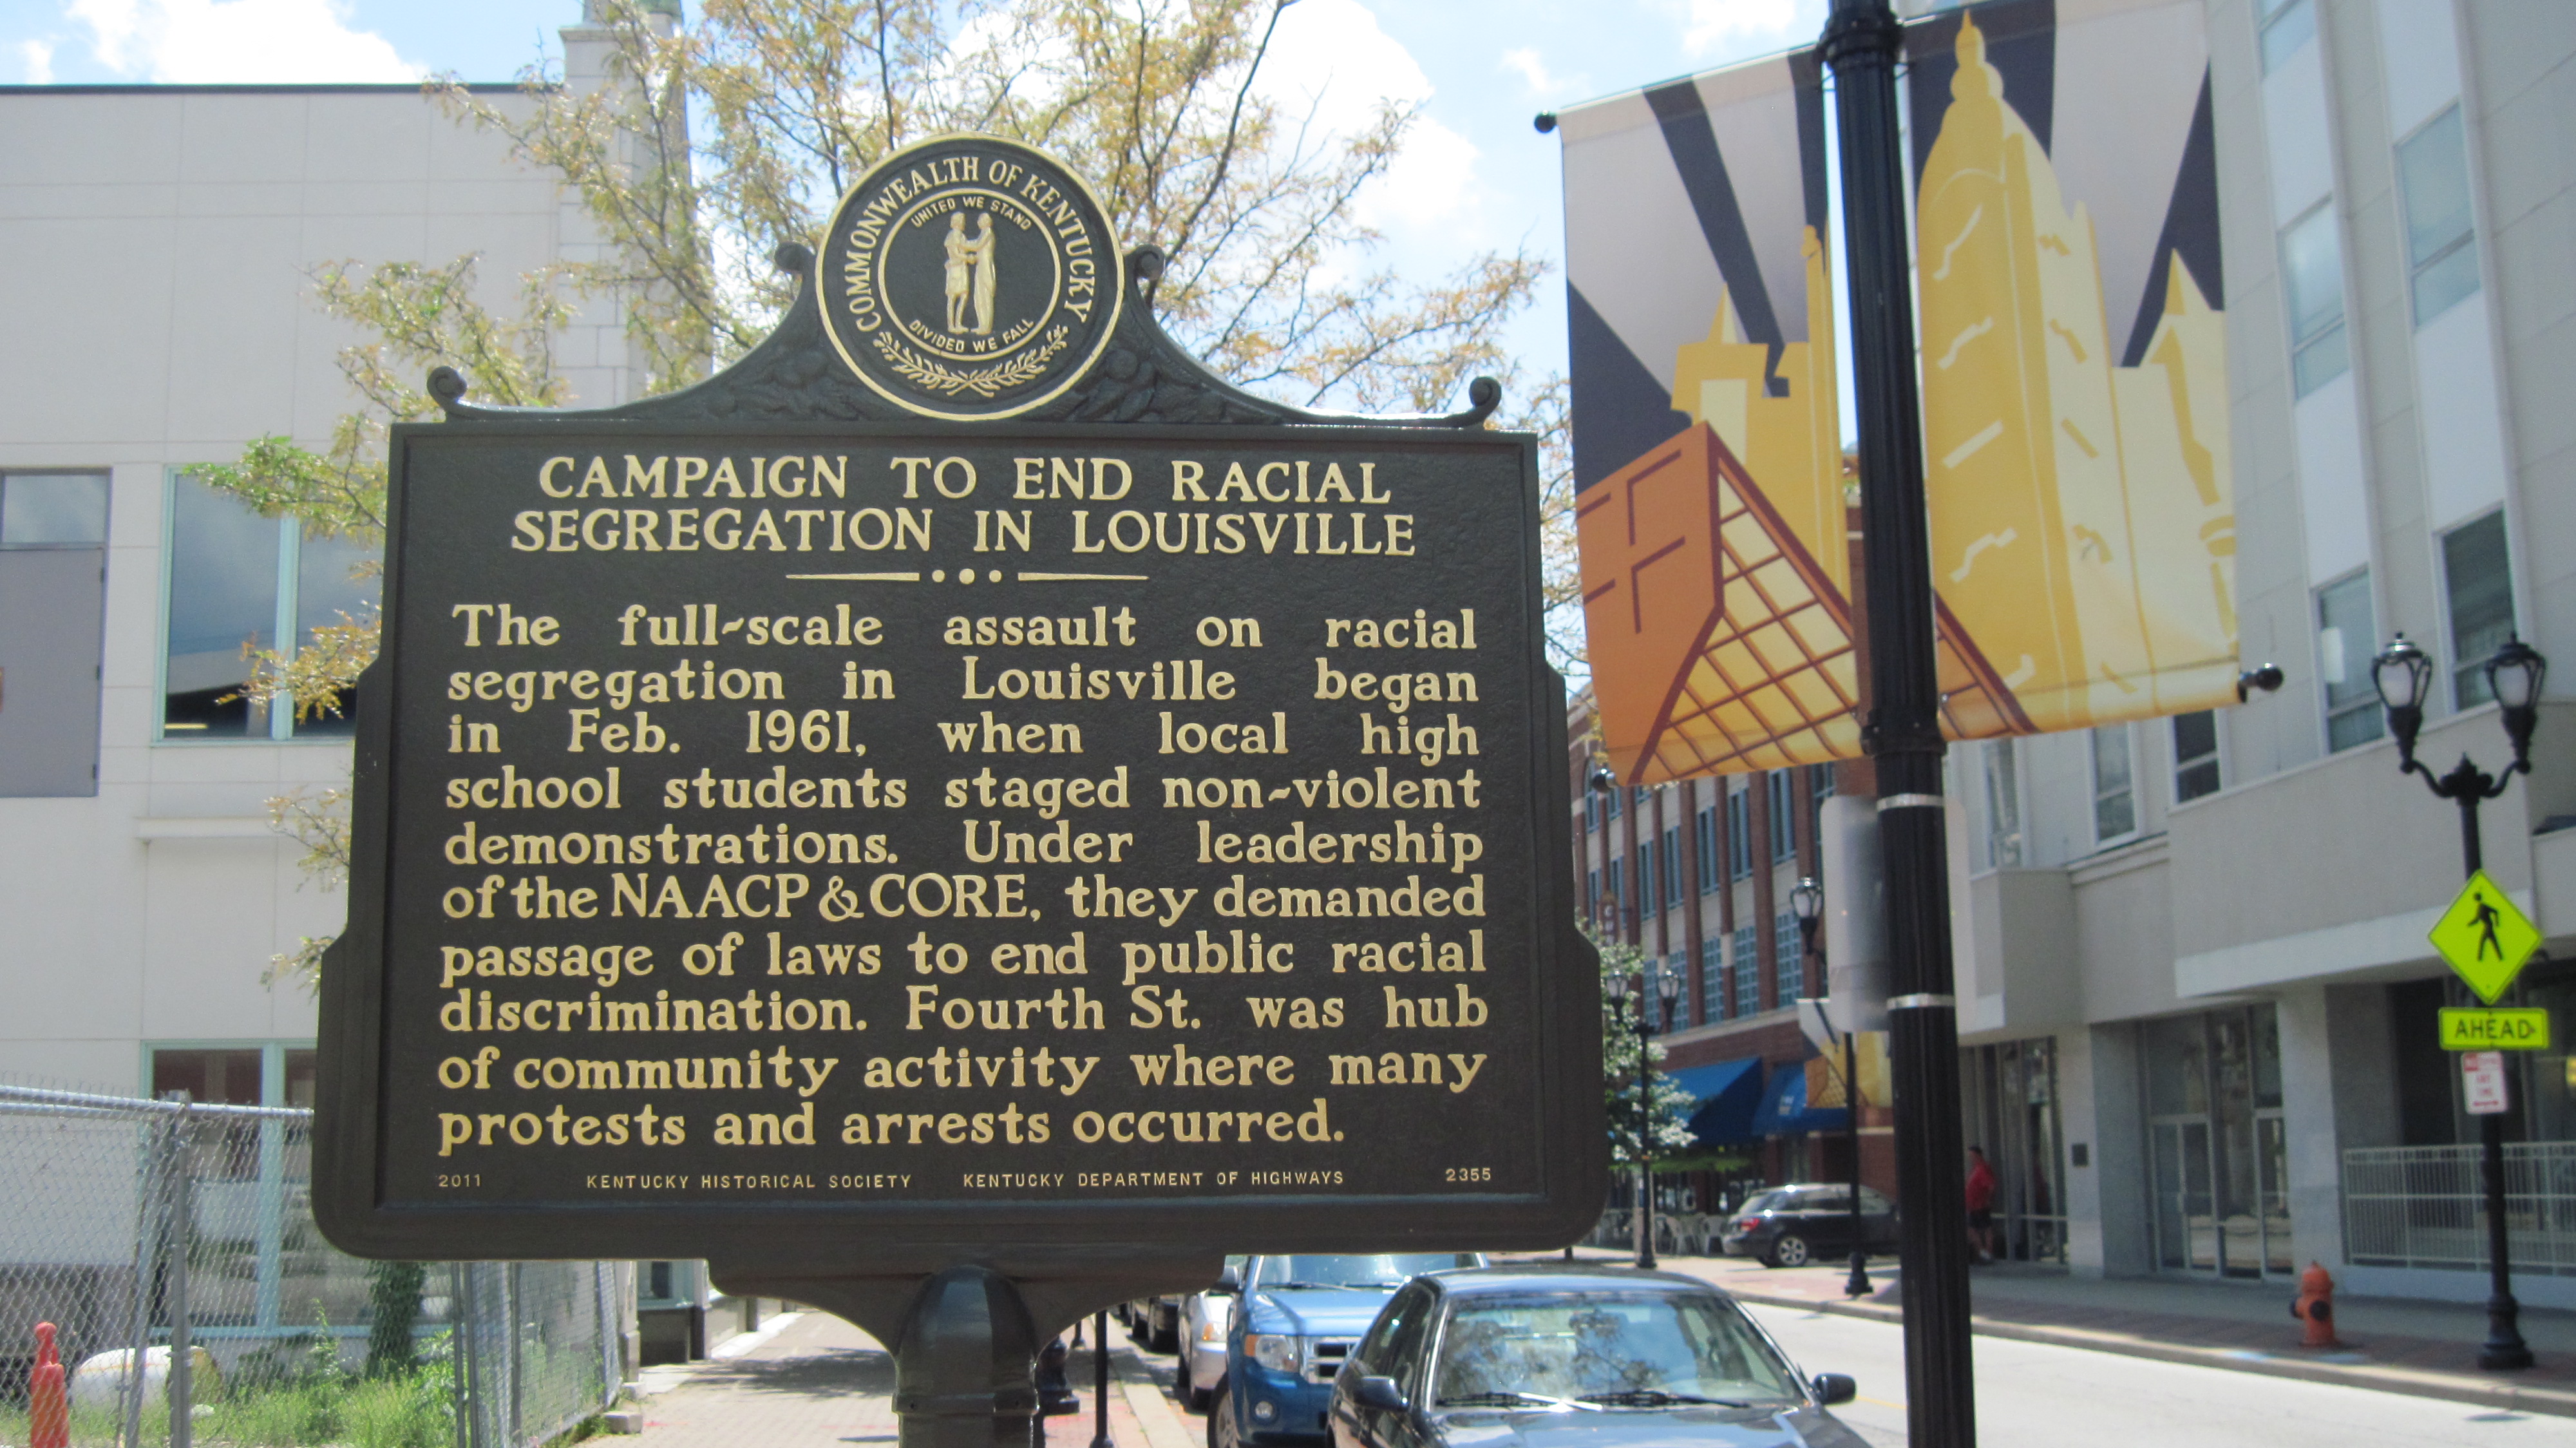 COMMONWEALTH OF KENTUCKY
UNITED WE STAND
DIVIDED WE FALL
CAMPAIGN TO END RACIAL
SEGREGATION IN LOUISVILLE
The full-scale assault on racial
segregation in Louisville began
in Feb. 1961, when local high
school students staged non-violent
demonstrations. Under leadership
of the NAACP & CORE, they demanded
passage of laws to end public racial
discrimination. Fourth St. was hub
of community activity where many
protests and arrests occurred.
2011 KENTUCKY HISTORICAL SOCIETY KENTUCKY DEPARTMENT OF HIGHWAYS 2355
AHEAD